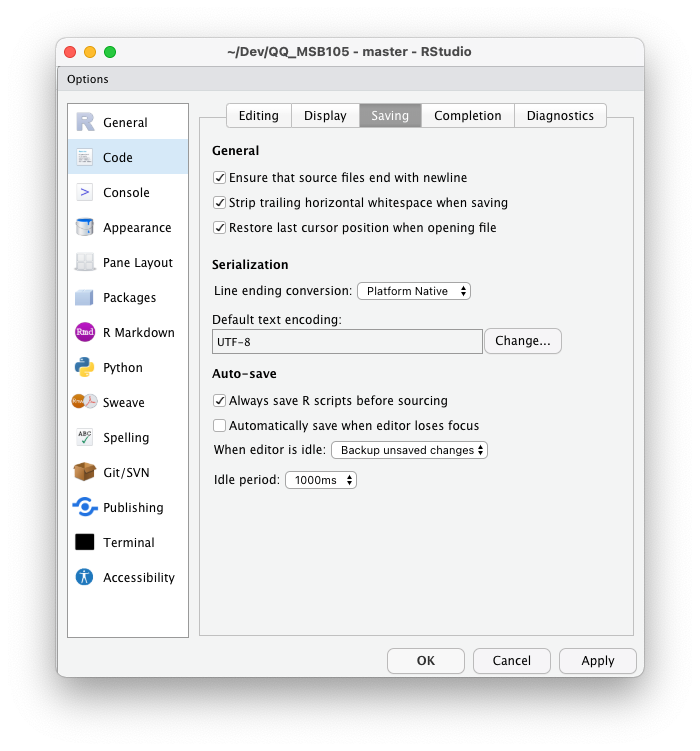 ~/Dev/QQ_MSB105 - master - RStudio
Options
General
Code
Console
Appearance
Pane Layout
Packages
Rmd R Markdown
Python
Sweave
ABC Spelling
Git/SVN
Publishing
Terminal
Accessibility
Editing Display Saving Completion Diagnostics
General
Ensure that source files end with newline
Strip trailing horizontal whitespace when saving
Restore last cursor position when opening file
Serialization
Line ending conversion: Platform Native
Default text encoding:
UTF-8 Change...
Auto-save
Always save R scripts before sourcing
Automatically save when editor loses focus
When editor is idle: Backup unsaved changes
Idle period: 1000ms
OK Cancel Apply